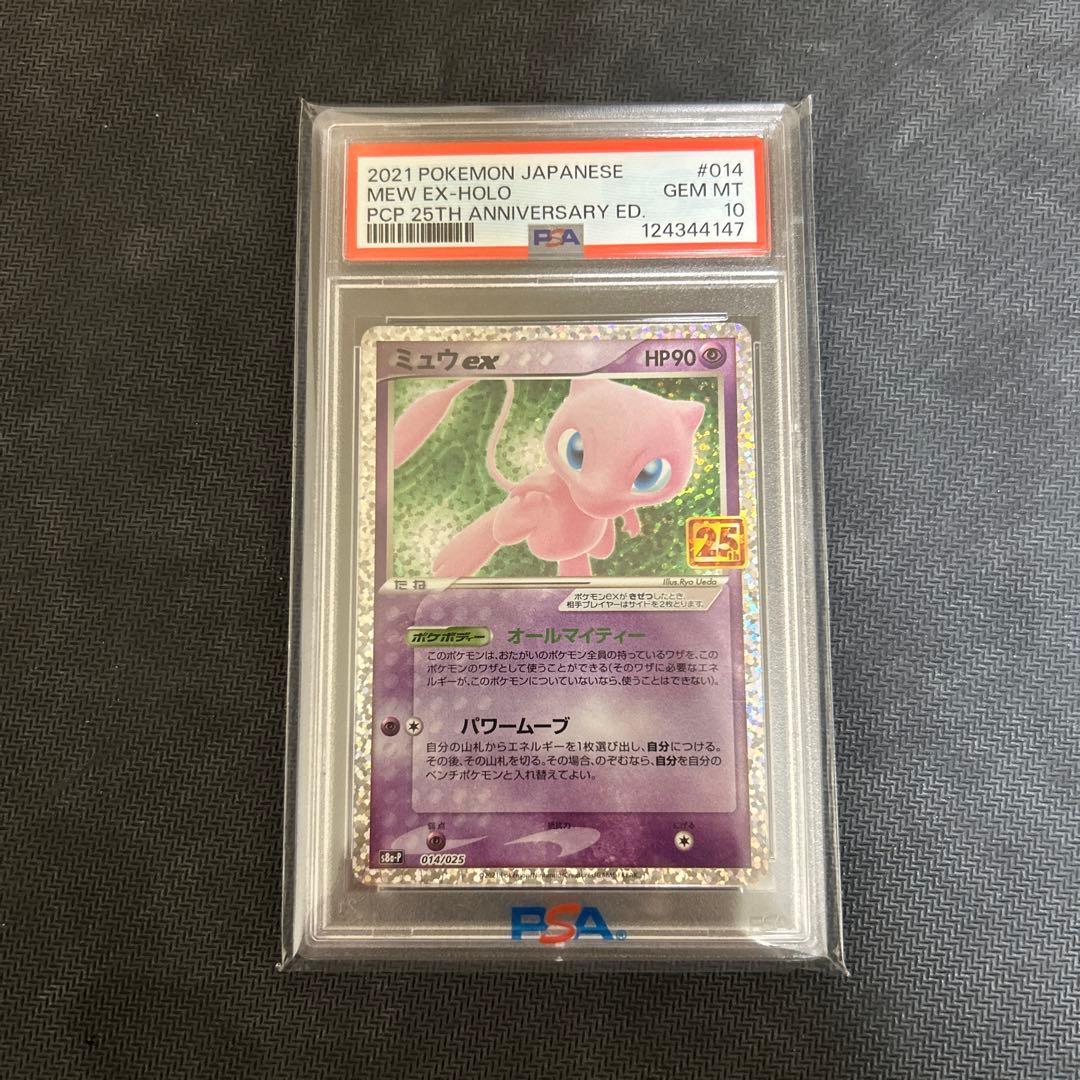 2021 POKEMON JAPANESE #014
MEW EX-HOLO GEM MT
PCP 25TH ANNIVERSARY ED. 10
PSA 124344147
ミュウex HP90
25th
たね Illus.Ryo Ueda
ポケモンexが きぜつしたとき、
相手プレイヤーはサイドを2枚とります。
ポケボディー オールマイティー
このポケモンは、おたがいのポケモン全員の持っているワザを、この
ポケモンのワザとして使うことができる(そのワザに必要なエネ
ルギーが、このポケモンについていないなら、使うことはできない)。
パワームーブ
自分の山札からエネルギーを1枚選び出し、自分につける。
その後、その山札を切る。その場合、のぞむなら、自分を自分の
ベンチポケモンと入れ替えてよい。
弱点 抵抗力 にげる
s8a-P 014/025
PSA
PSA